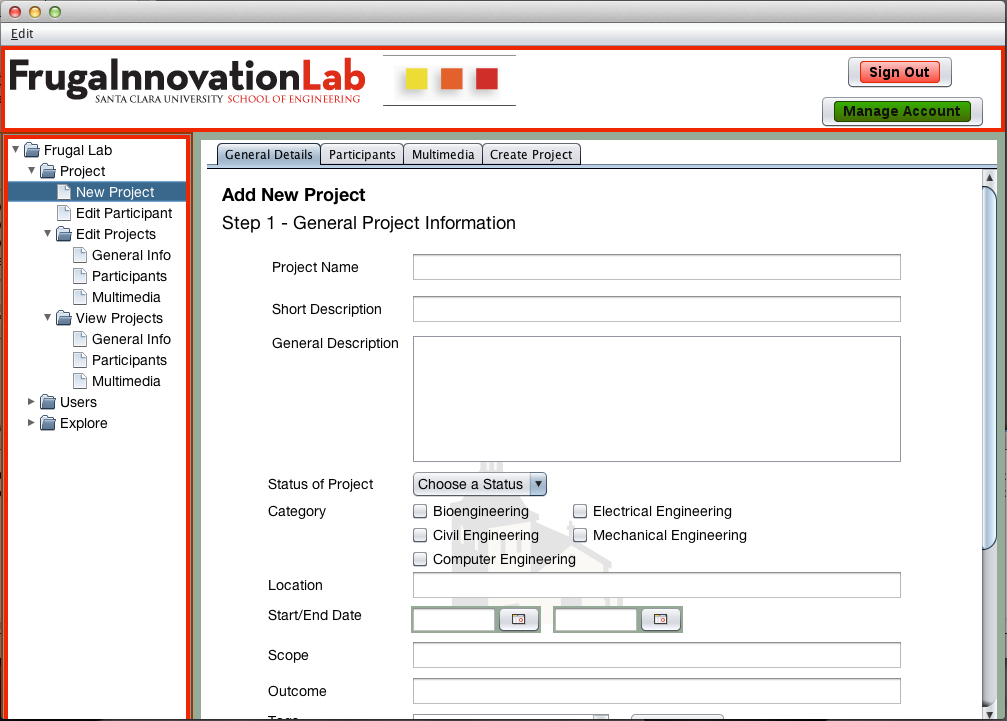 Edit
FrugalInnovationLab
SANTA CLARA UNIVERSITY SCHOOL OF ENGINEERING
Sign Out
Manage Account
Frugal Lab
Project
New Project
Edit Participant
Edit Projects
General Info
Participants
Multimedia
View Projects
General Info
Participants
Multimedia
Users
Explore
General Details Participants Multimedia Create Project
Add New Project
Step 1 - General Project Information
Project Name
Short Description
General Description
Status of Project Choose a Status
Category Bioengineering Electrical Engineering
Civil Engineering Mechanical Engineering
Computer Engineering
Location
Start/End Date
Scope
Outcome
Tags